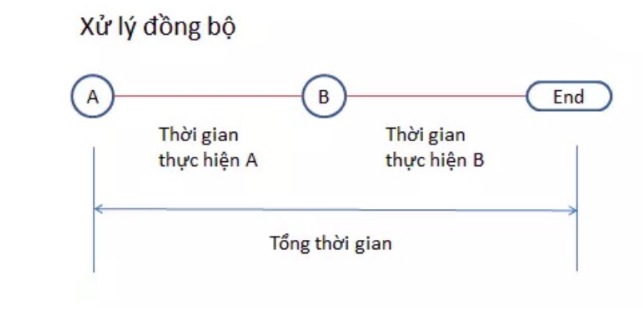 Xử lý đồng bộ
A
B
End
Thời gian
thực hiện A
Thời gian
thực hiện B
Tổng thời gian